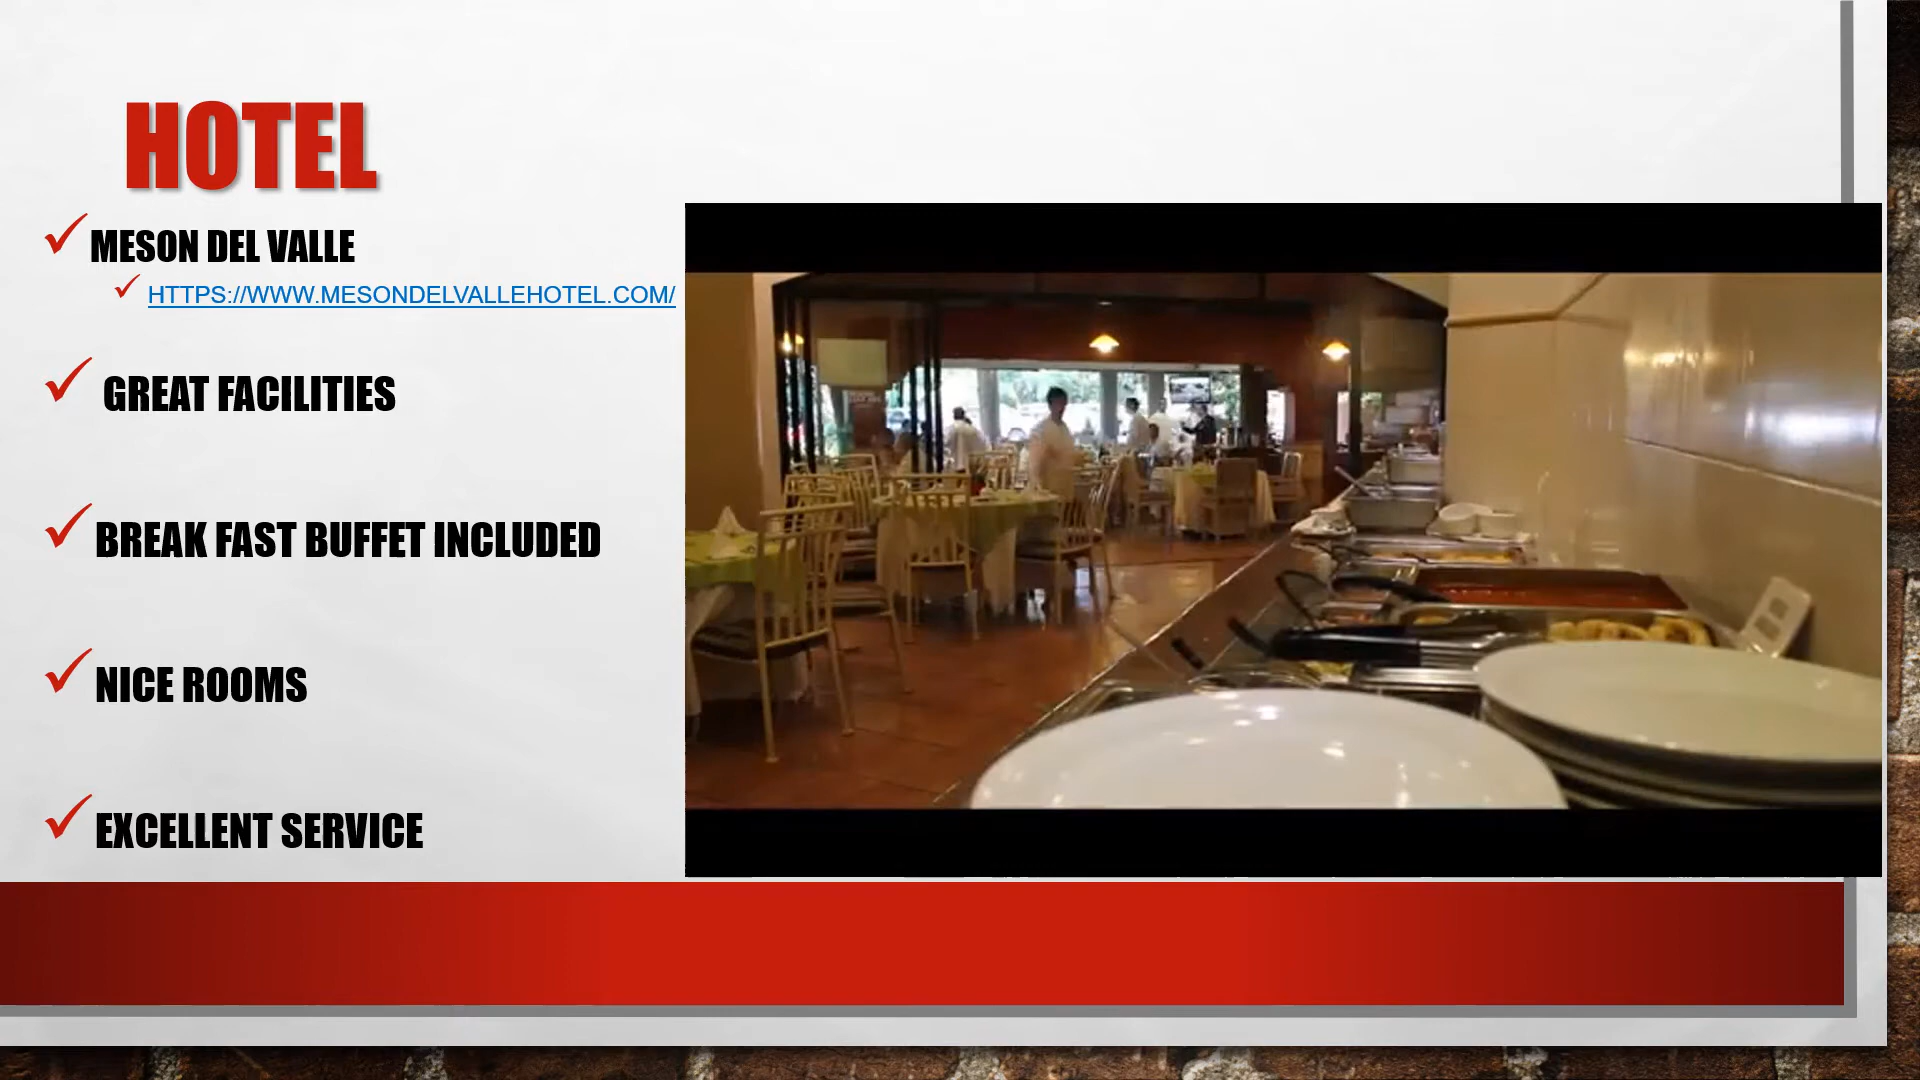 HOTEL
MESON DEL VALLE
HTTPS://WWW.MESONDELVALLEHOTEL.COM/
GREAT FACILITIES
BREAK FAST BUFFET INCLUDED
NICE ROOMS
EXCELLENT SERVICE